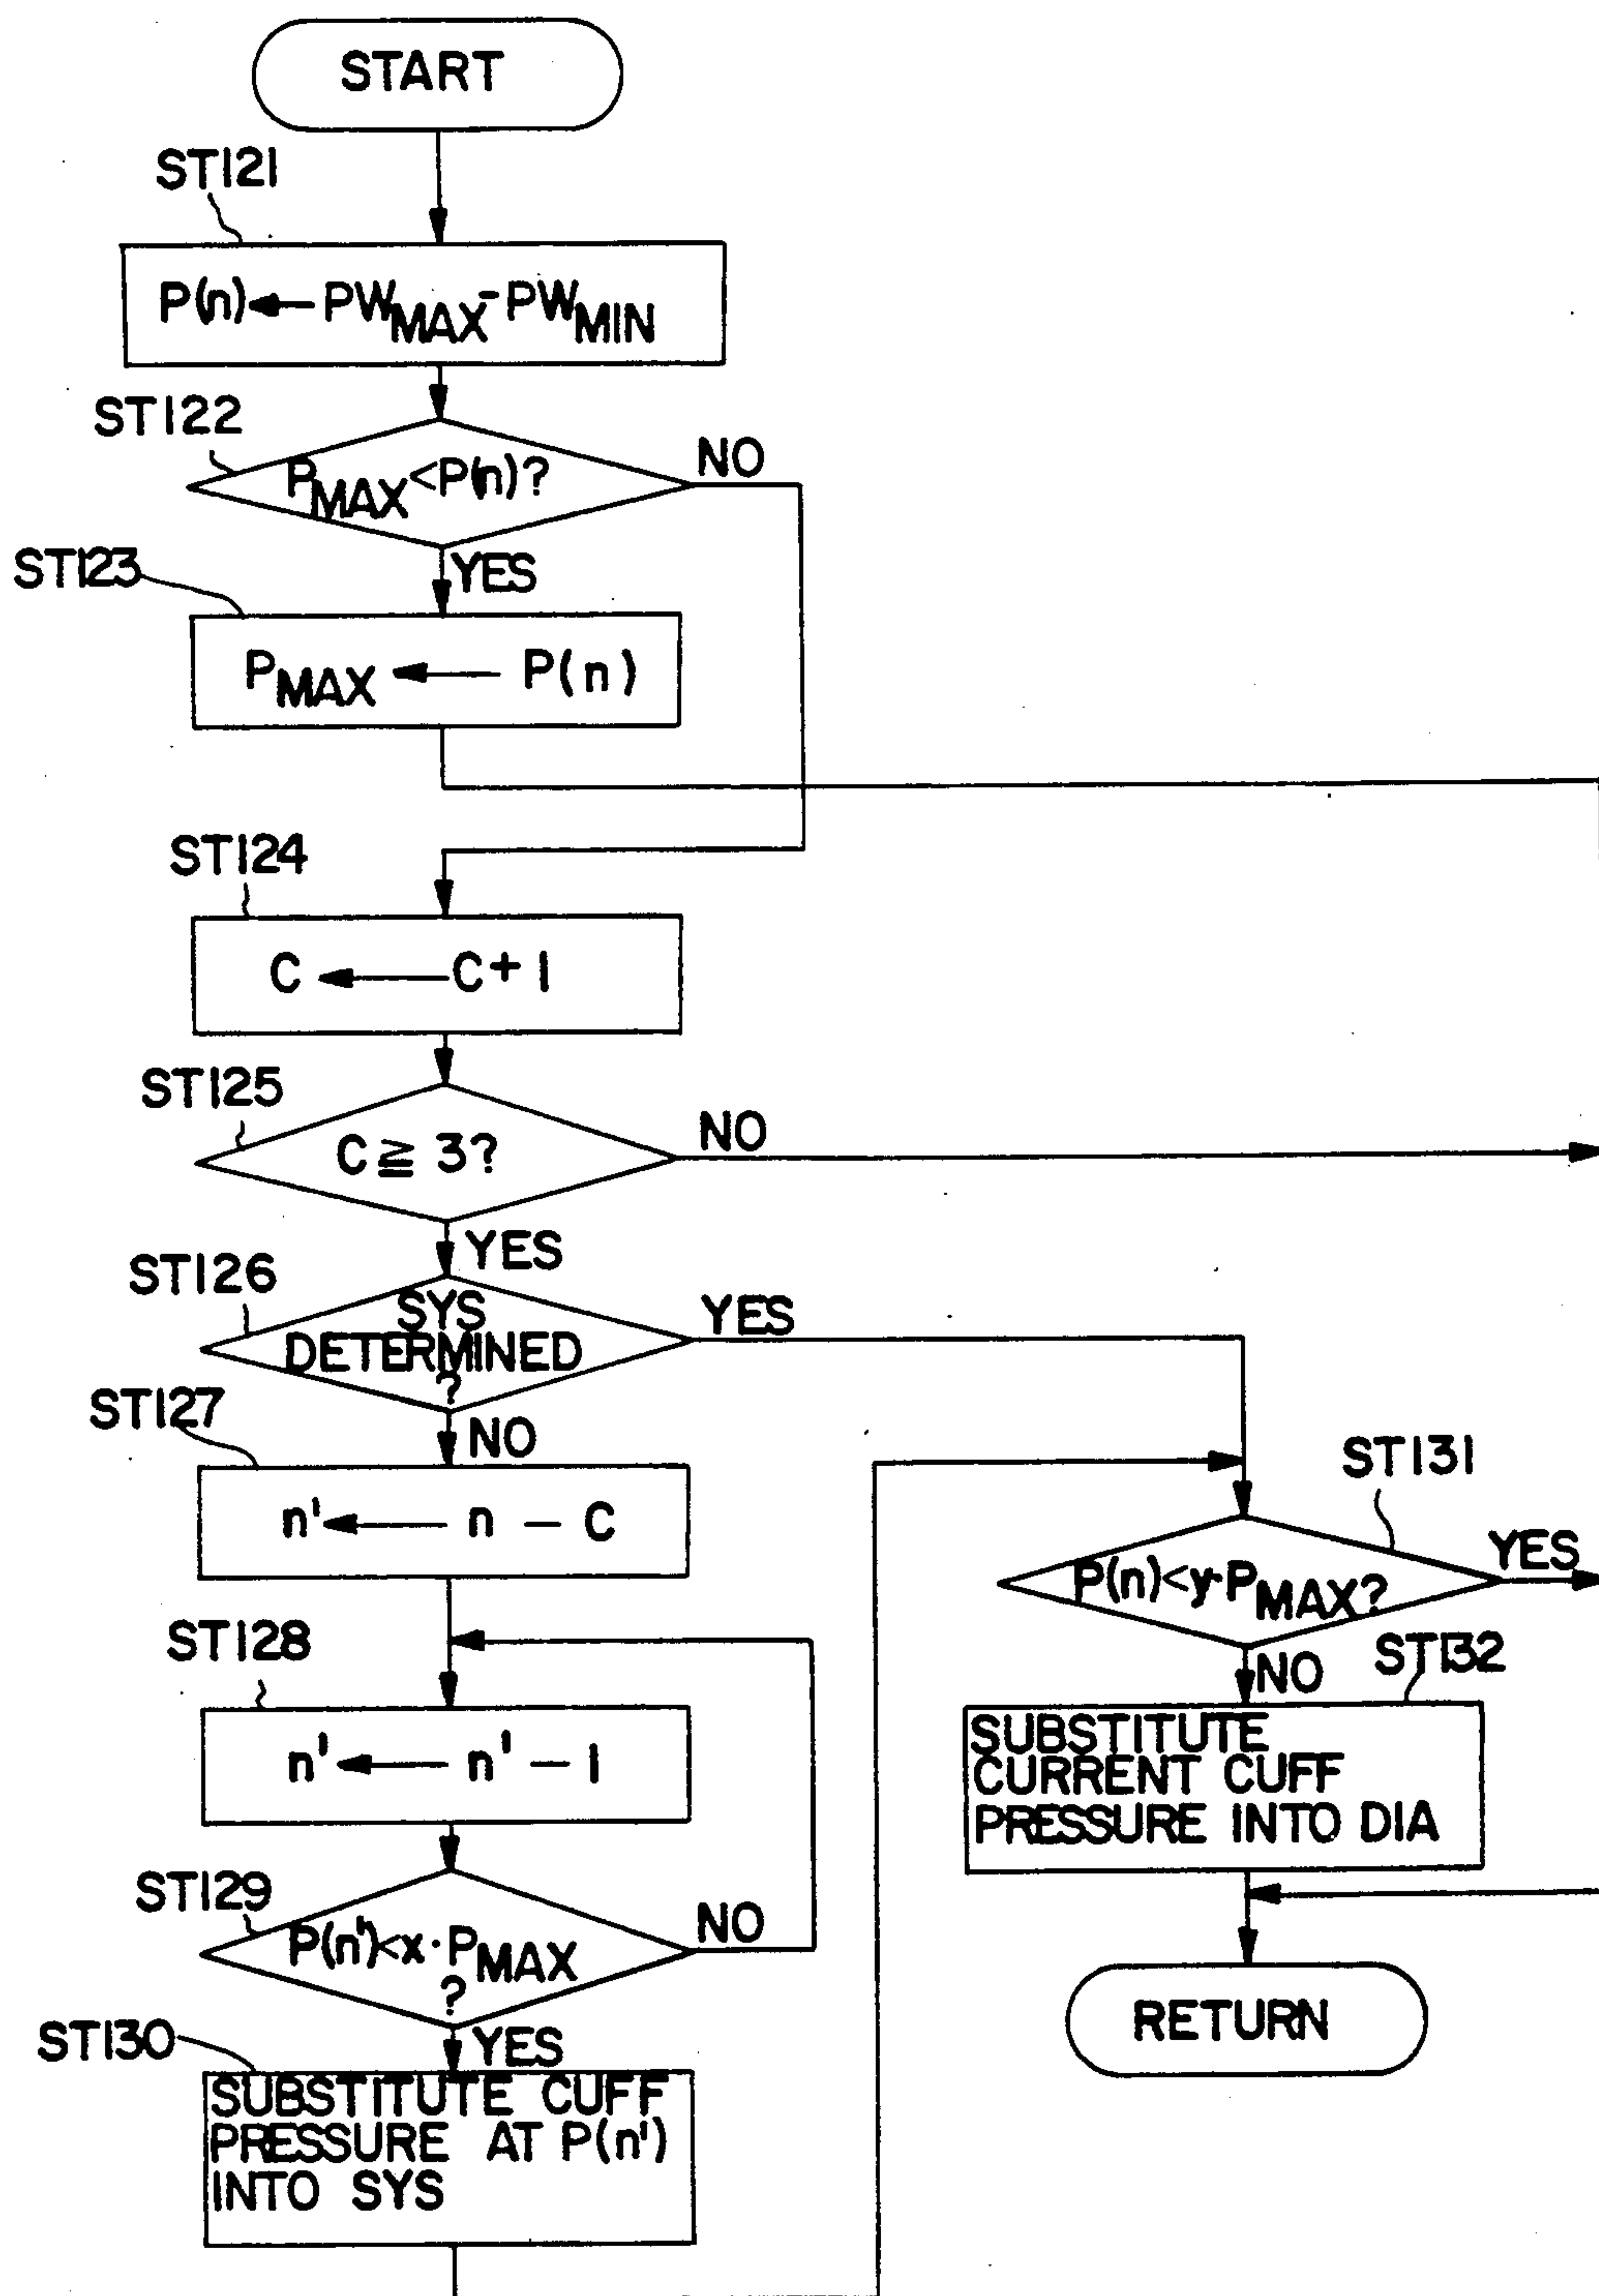 START
ST121
P(n)←PWMAX-PWMIN
ST122
PMAX<P(n)?
NO
YES
ST123
PMAX ← P(n)
ST124
C ← C+1
ST125
C ≧ 3?
NO
YES
ST126
SYS
DETERMINED
?
YES
NO
ST127
n' ← n - C
ST128
n' ← n' - 1
ST129
P(n')<x·PMAX
?
NO
YES
ST130
SUBSTITUTE CUFF
PRESSURE AT P(n')
INTO SYS
ST131
P(n)<y·PMAX?
YES
NO
ST132
SUBSTITUTE
CURRENT CUFF
PRESSURE INTO DIA
RETURN